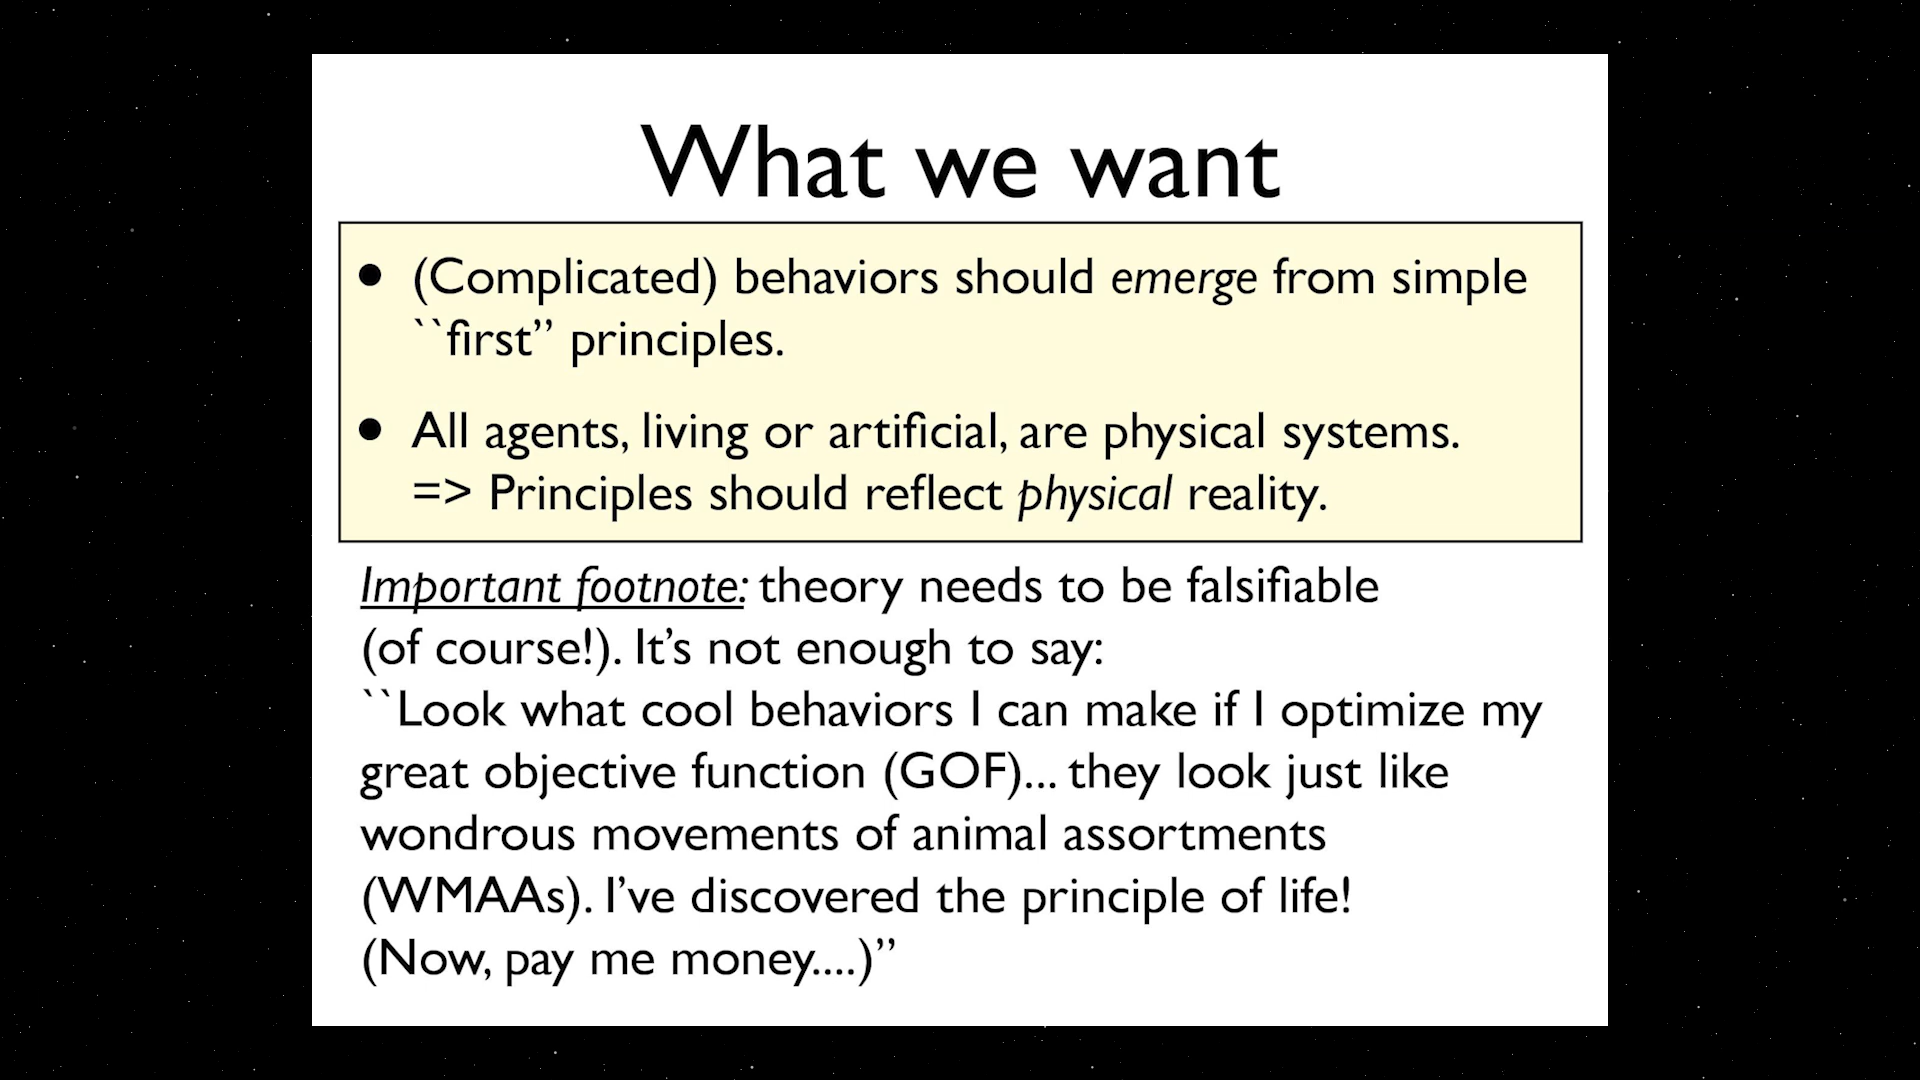 What we want
• (Complicated) behaviors should emerge from simple
``first” principles.
• All agents, living or artificial, are physical systems.
=> Principles should reflect physical reality.
Important footnote: theory needs to be falsifiable
(of course!). It’s not enough to say:
``Look what cool behaviors I can make if I optimize my
great objective function (GOF)... they look just like
wondrous movements of animal assortments
(WMAAs). I’ve discovered the principle of life!
(Now, pay me money....)”